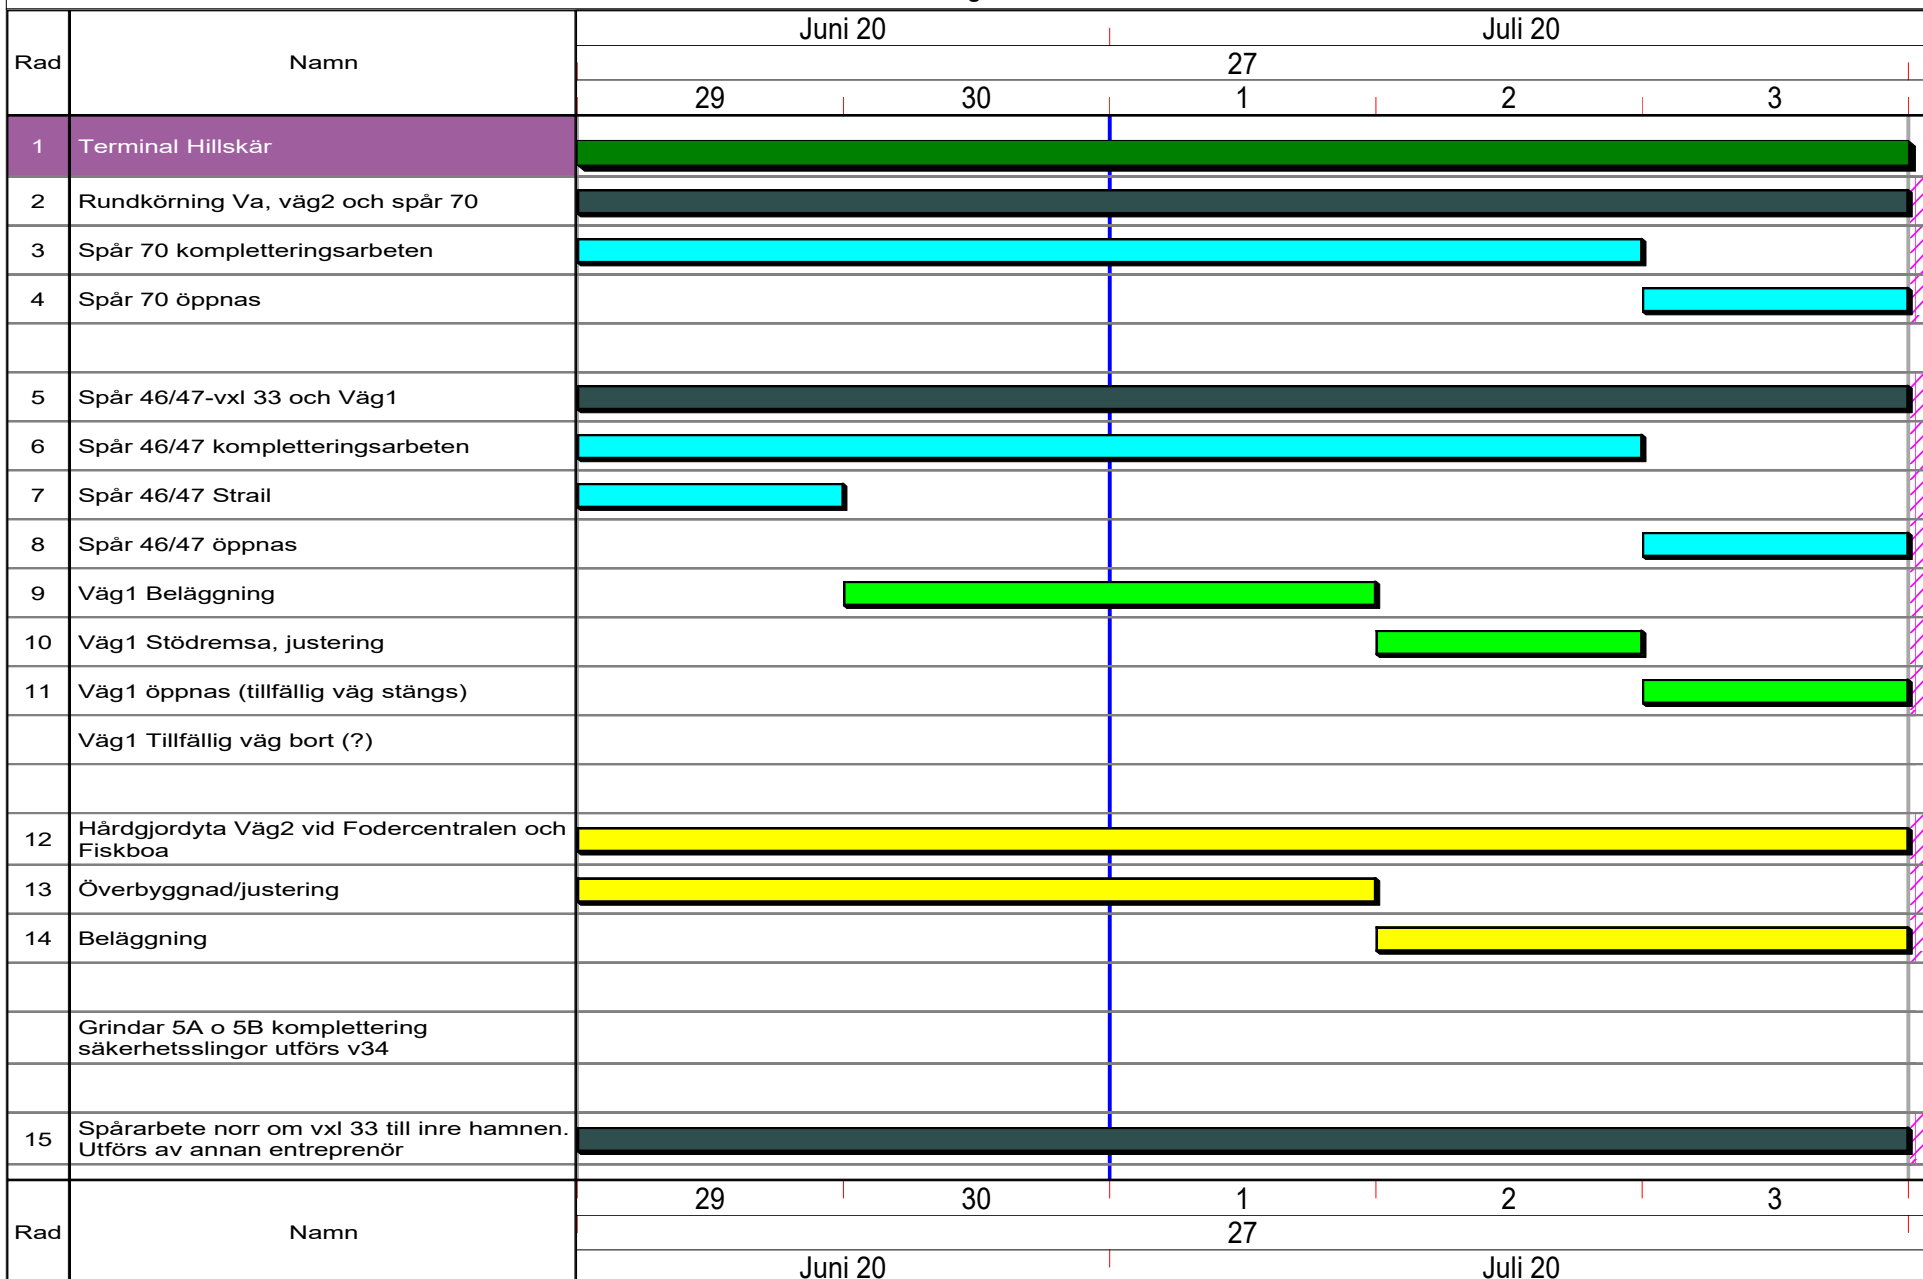 Juni 20 Juli 20
Rad Namn 27
29 30 1 2 3
1 Terminal Hillskär
2 Rundkörning Va, väg2 och spår 70
3 Spår 70 kompletteringsarbeten
4 Spår 70 öppnas
5 Spår 46/47-vxl 33 och Väg1
6 Spår 46/47 kompletteringsarbeten
7 Spår 46/47 Strail
8 Spår 46/47 öppnas
9 Väg1 Beläggning
10 Väg1 Stödremsa, justering
11 Väg1 öppnas (tillfällig väg stängs)
Väg1 Tillfällig väg bort (?)
12 Hårdgjordyta Väg2 vid Fodercentralen och
Fiskboa
13 Överbyggnad/justering
14 Beläggning
Grindar 5A o 5B komplettering
säkerhetsslingor utförs v34
15 Spårarbete norr om vxl 33 till inre hamnen.
Utförs av annan entreprenör
29 30 1 2 3
Rad Namn 27
Juni 20 Juli 20